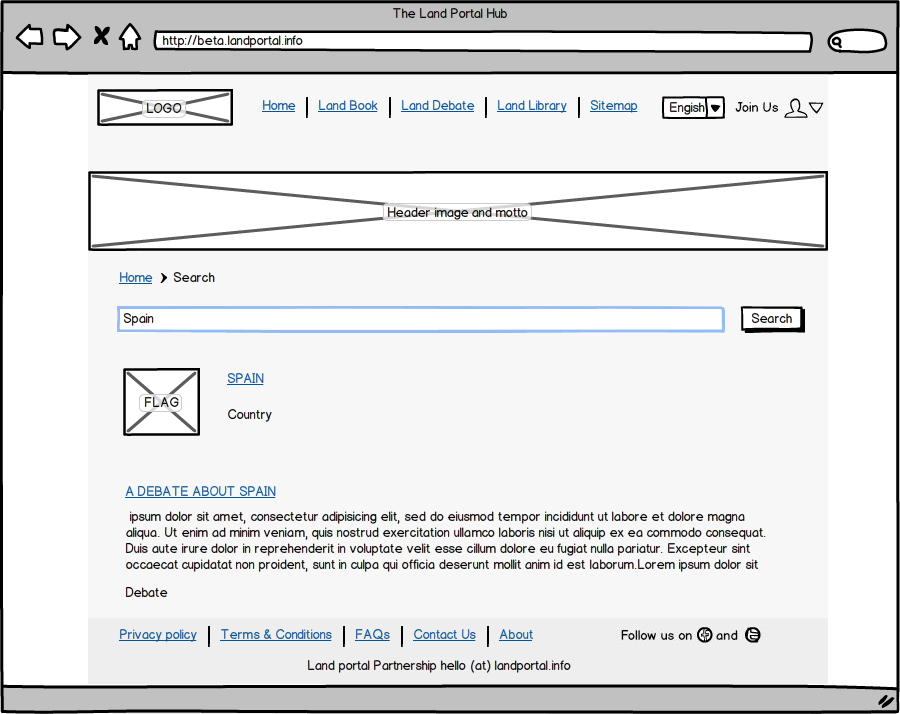 The Land Portal Hub
http://beta.landportal.info
LOGO
Home Land Book Land Debate Land Library Sitemap Engish Join Us
Header image and motto
Home Search
Spain Search
FLAG
SPAIN
Country
A DEBATE ABOUT SPAIN
ipsum dolor sit amet, consectetur adipisicing elit, sed do eiusmod tempor incididunt ut labore et dolore magna
aliqua. Ut enim ad minim veniam, quis nostrud exercitation ullamco laboris nisi ut aliquip ex ea commodo consequat.
Duis aute irure dolor in reprehenderit in voluptate velit esse cillum dolore eu fugiat nulla pariatur. Excepteur sint
occaecat cupidatat non proident, sunt in culpa qui officia deserunt mollit anim id est laborum.Lorem ipsum dolor sit
Debate
Privacy policy Terms & Conditions FAQs Contact Us About Follow us on and
Land portal Partnership hello (at) landportal.info